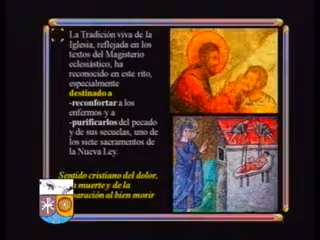 La Tradición viva de la
Iglesia, reflejada en los
textos del Magisterio
eclesiástico, ha
reconocido en este rito,
especialmente
destinado a
-reconfortar a los
enfermos y a
-purificarlos del pecado
y de sus secuelas, uno de
los siete sacramentos de
la Nueva Ley.
Sentido cristiano del dolor,
muerte y de la
al bien morir